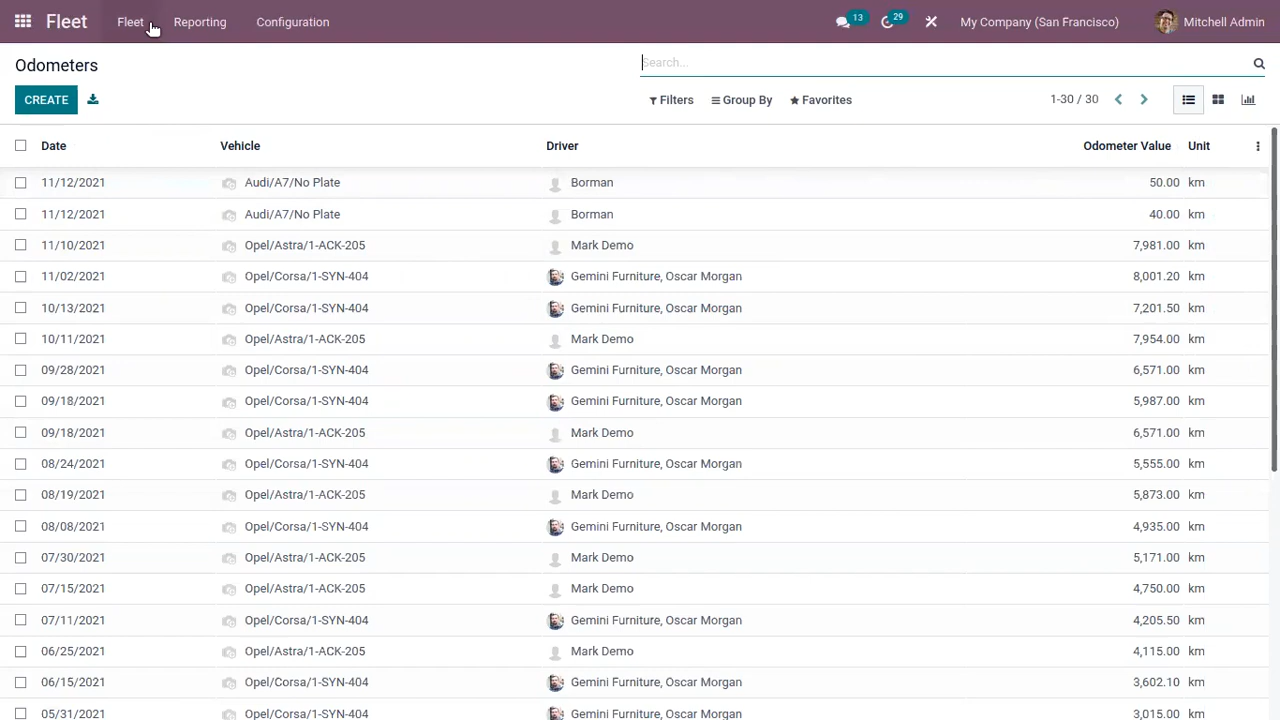 Fleet Fleet Reporting Configuration 13 29 My Company (San Francisco) Mitchell Admin
Odometers Search...
CREATE Filters Group By Favorites 1-30 / 30
Date Vehicle Driver Odometer Value Unit
11/12/2021 Audi/A7/No Plate Borman 50.00 km
11/12/2021 Audi/A7/No Plate Borman 40.00 km
11/10/2021 Opel/Astra/1-ACK-205 Mark Demo 7,981.00 km
11/02/2021 Opel/Corsa/1-SYN-404 Gemini Furniture, Oscar Morgan 8,001.20 km
10/13/2021 Opel/Corsa/1-SYN-404 Gemini Furniture, Oscar Morgan 7,201.50 km
10/11/2021 Opel/Astra/1-ACK-205 Mark Demo 7,954.00 km
09/28/2021 Opel/Corsa/1-SYN-404 Gemini Furniture, Oscar Morgan 6,571.00 km
09/18/2021 Opel/Corsa/1-SYN-404 Gemini Furniture, Oscar Morgan 5,987.00 km
09/18/2021 Opel/Astra/1-ACK-205 Mark Demo 6,571.00 km
08/24/2021 Opel/Corsa/1-SYN-404 Gemini Furniture, Oscar Morgan 5,555.00 km
08/19/2021 Opel/Astra/1-ACK-205 Mark Demo 5,873.00 km
08/08/2021 Opel/Corsa/1-SYN-404 Gemini Furniture, Oscar Morgan 4,935.00 km
07/30/2021 Opel/Astra/1-ACK-205 Mark Demo 5,171.00 km
07/15/2021 Opel/Astra/1-ACK-205 Mark Demo 4,750.00 km
07/11/2021 Opel/Corsa/1-SYN-404 Gemini Furniture, Oscar Morgan 4,205.50 km
06/25/2021 Opel/Astra/1-ACK-205 Mark Demo 4,115.00 km
06/15/2021 Opel/Corsa/1-SYN-404 Gemini Furniture, Oscar Morgan 3,602.10 km
05/31/2021 Opel/Corsa/1-SYN-404 Gemini Furniture, Oscar Morgan 3,015.00 km